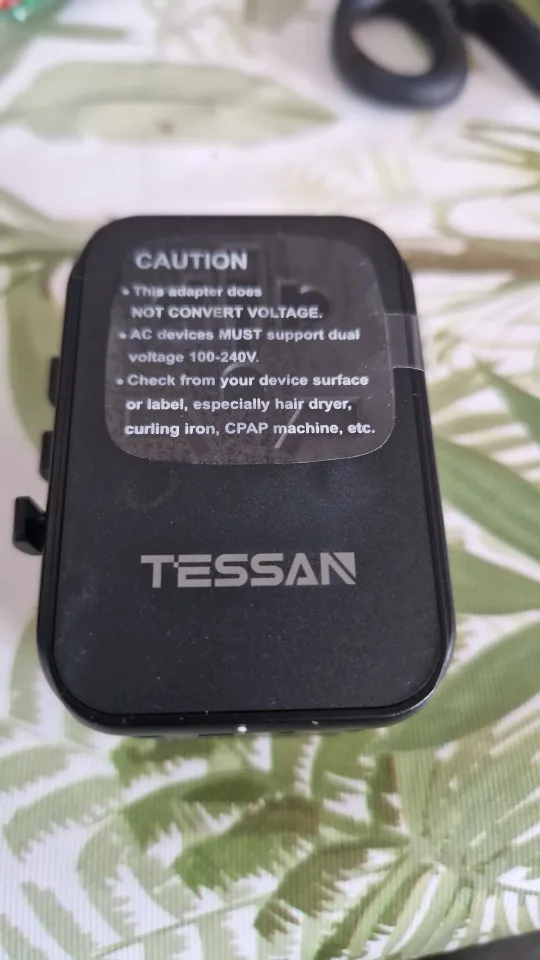 CAUTION
• This adapter does
NOT CONVERT VOLTAGE.
• AC devices MUST support dual
voltage 100-240V.
• Check from your device surface
or label, especially hair dryer,
curling iron, CPAP machine, etc.
TESSAN